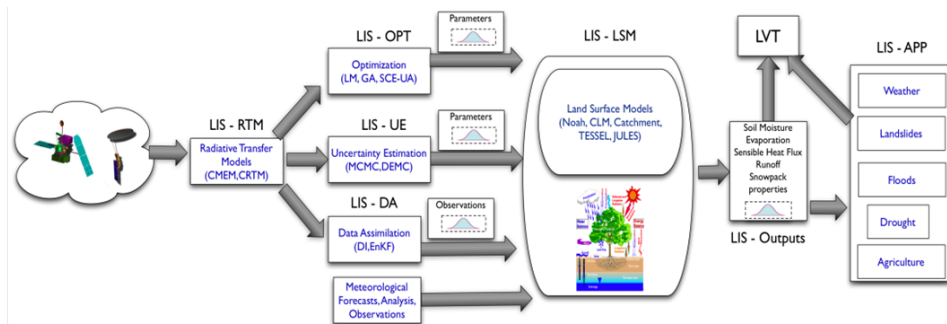 LIS - RTM
Radiative Transfer
Models
(CMEM,CRTM)
LIS - OPT
Optimization
(LM, GA, SCE-UA)
Parameters
LIS - UE
Uncertainty Estimation
(MCMC,DEMC)
Parameters
LIS - DA
Data Assimilation
(DI,EnKF)
Observations
Meteorological
Forecasts, Analysis,
Observations
LIS - LSM
Land Surface Models
(Noah, CLM, Catchment,
TESSEL, JULES)
LVT
Soil Moisture
Evaporation
Sensible Heat Flux
Runoff
Snowpack
properties
LIS - Outputs
LIS - APP
Weather
Landslides
Floods
Drought
Agriculture